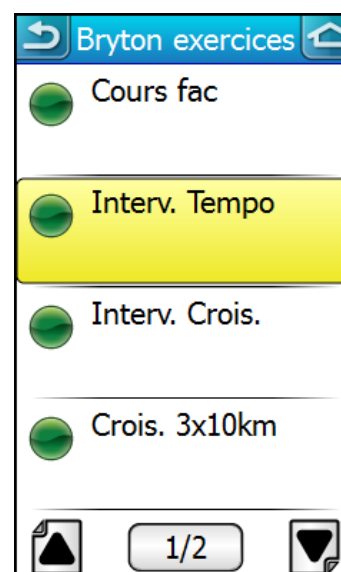 Bryton exercices
Cours fac
Interv. Tempo
Interv. Crois.
Crois. 3x10km
1/2